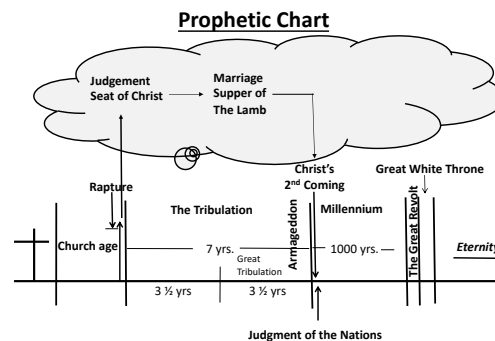 Prophetic Chart
Judgement
Seat of Christ
Marriage
Supper of
The Lamb
Rapture
Christ's
2nd Coming
Great White Throne
The Tribulation
Armageddon
Millennium
The Great Revolt
Church age
7 yrs.
1000 yrs.
Eternity
Great
Tribulation
3 ½ yrs
3 ½ yrs
Judgment of the Nations